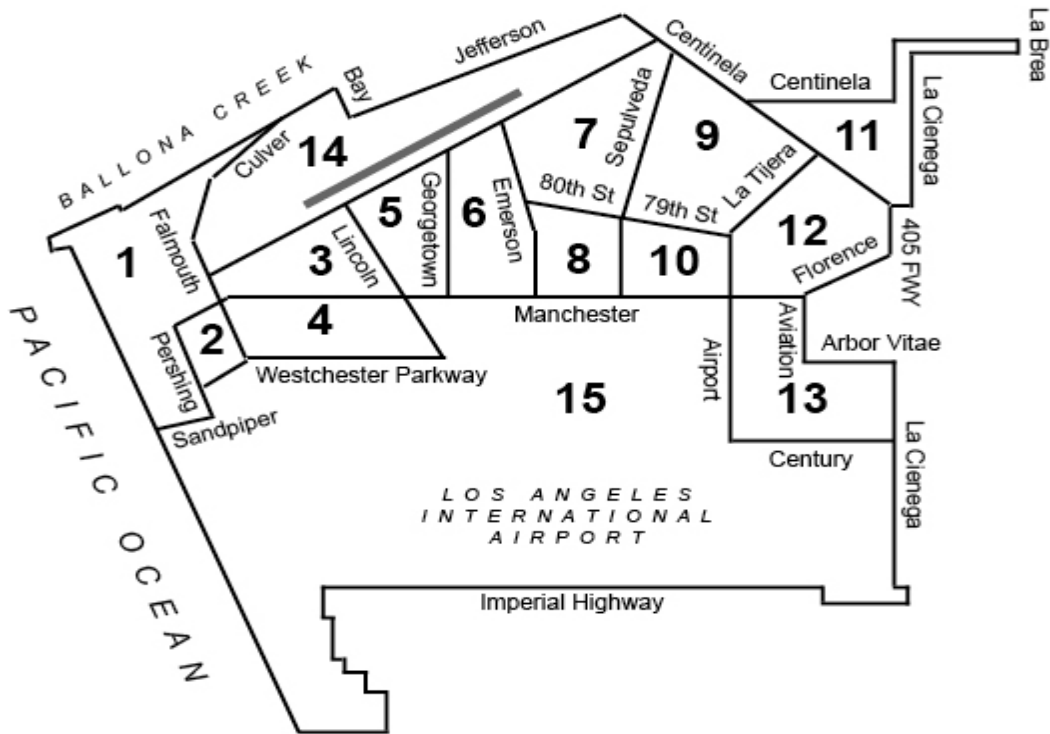 Jefferson
Centinela
La Brea
BALLONA CREEK
Bay
Centinela
La Cienega
Culver
14
7
Sepulveda
9
11
La Tijera
Falmouth
5
Georgetown
6
Emerson
80th St
79th St
1
3
Lincoln
8
10
12
Florence
405 FWY
2
4
Manchester
Aviation
Arbor Vitae
Pershing
Westchester Parkway
15
Airport
13
Sandpiper
Century
La Cienega
PACIFIC OCEAN
LOS ANGELES
INTERNATIONAL
AIRPORT
Imperial Highway